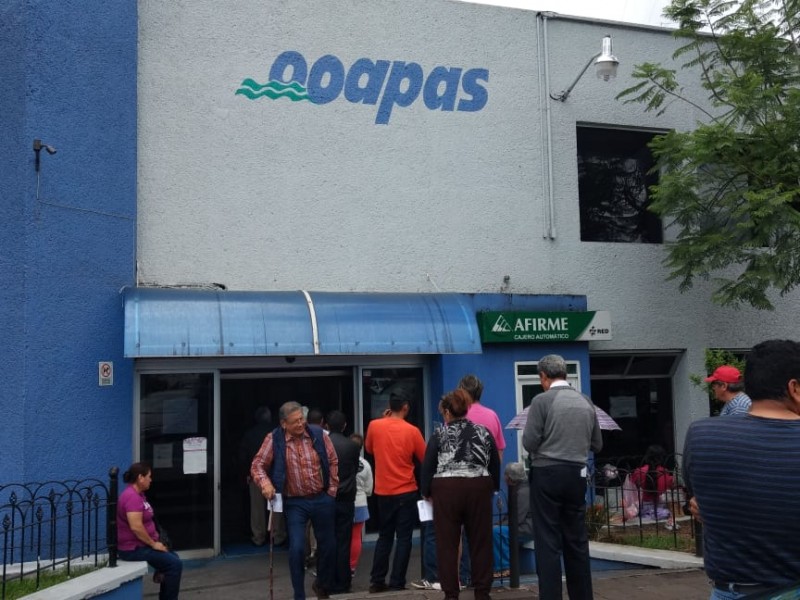 ooapas
AFIRME
CAJERO AUTOMÁTICO
RED